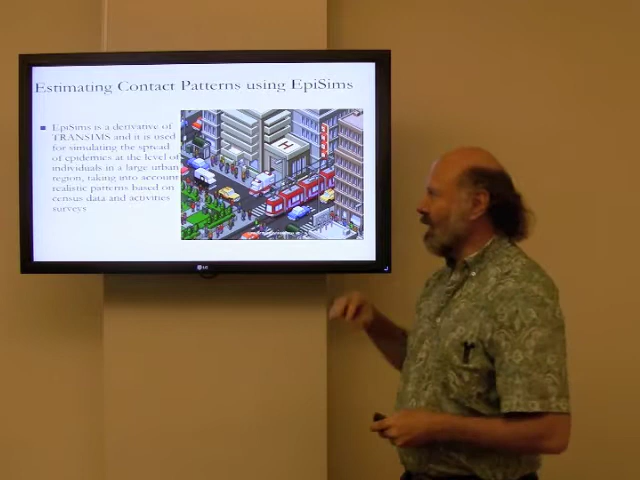 Estimating Contact Patterns using EpiSims
EpiSims is a derivative of
TRANSIMS and it is used
for simulating the spread
of epidemics at the level of
individuals in a large urban
region, taking into account
realistic patterns based on
census data and activities
surveys
H
LG